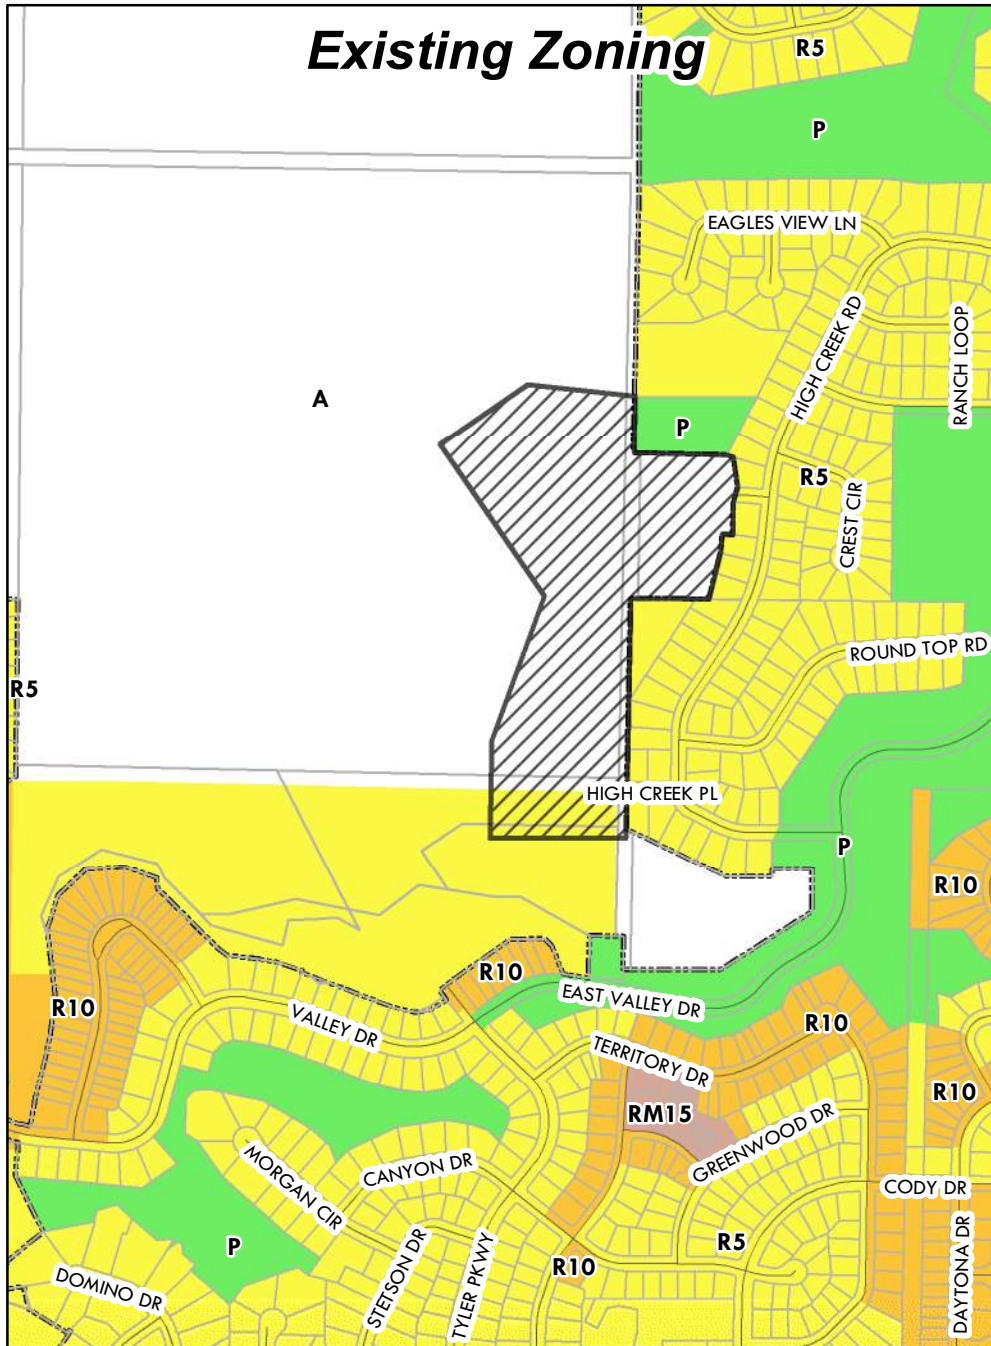 Existing Zoning
R5
P
EAGLES VIEW LN
HIGH CREEK RD
RANCH LOOP
A
P
R5
CREST CIR
ROUND TOP RD
R5
HIGH CREEK PL
P
R10
R10
R10
EAST VALLEY DR
VALLEY DR
R10
TERRITORY DR
R10
RM15
GREENWOOD DR
CANYON DR
MORGAN CIR
CODY DR
P
STETSON DR
TYLER PKWY
R5
R10
DAYTONA DR
DOMINO DR